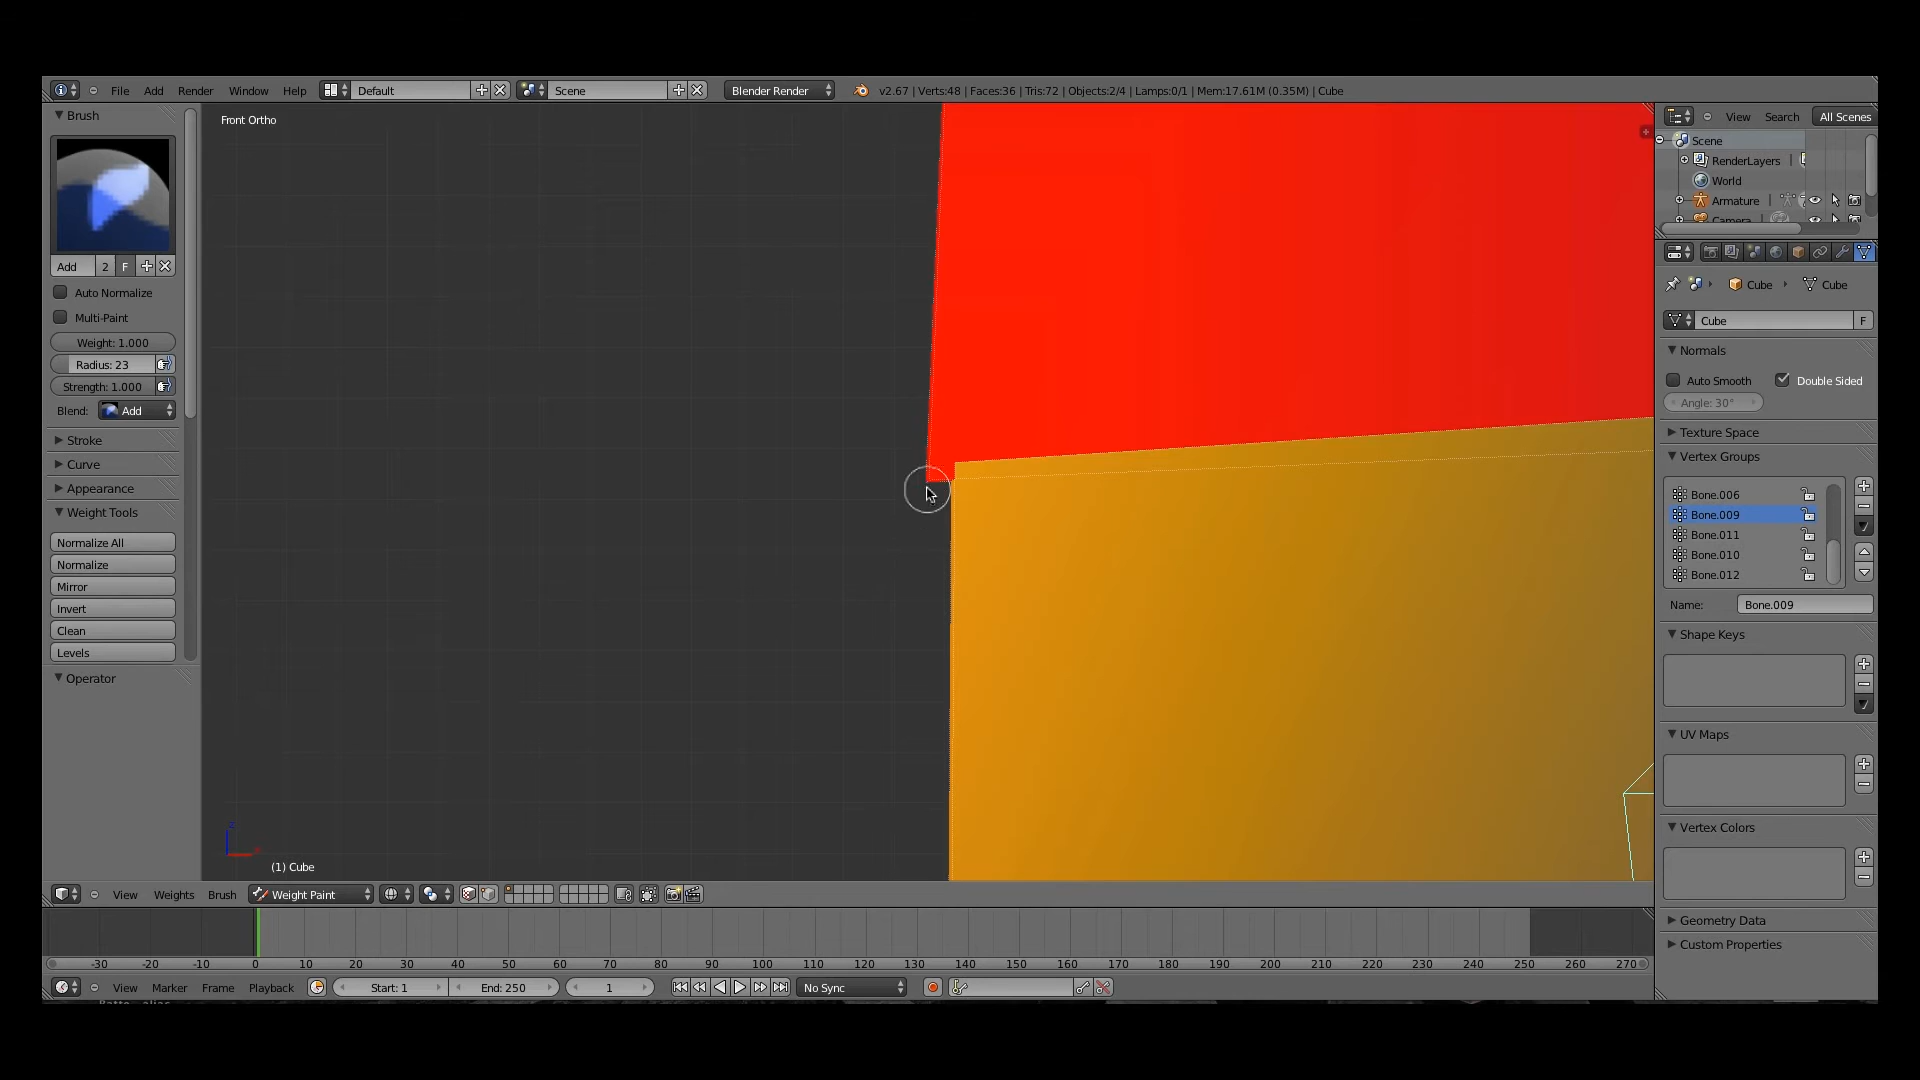 File Add Render Window Help Default Scene Blender Render v2.67 | Verts:48 | Faces:36 | Tris:72 | Objects:2/4 | Lamps:0/1 | Mem:17.61M (0.35M) | Cube
Brush
Add 2 F
Auto Normalize
Multi-Paint
Weight: 1.000
Radius: 23
Strength: 1.000
Blend: Add
Stroke
Curve
Appearance
Weight Tools
Normalize All
Normalize
Mirror
Invert
Clean
Levels
Operator
Front Ortho
z
(1) Cube
View Weights Brush Weight Paint
-30 -20 -10 0 10 20 30 40 50 60 70 80 90 100 110 120 130 140 150 160 170 180 190 200 210 220 230 240 250 260 270
View Marker Frame Playback Start: 1 End: 250 1 No Sync
View Search All Scenes
Scene
RenderLayers |
World
Armature |
Camera
Cube Cube
Cube F
Normals
Auto Smooth Double Sided
Angle: 30°
Texture Space
Vertex Groups
Bone.006
Bone.009
Bone.011
Bone.010
Bone.012
Name: Bone.009
Shape Keys
UV Maps
Vertex Colors
Geometry Data
Custom Properties